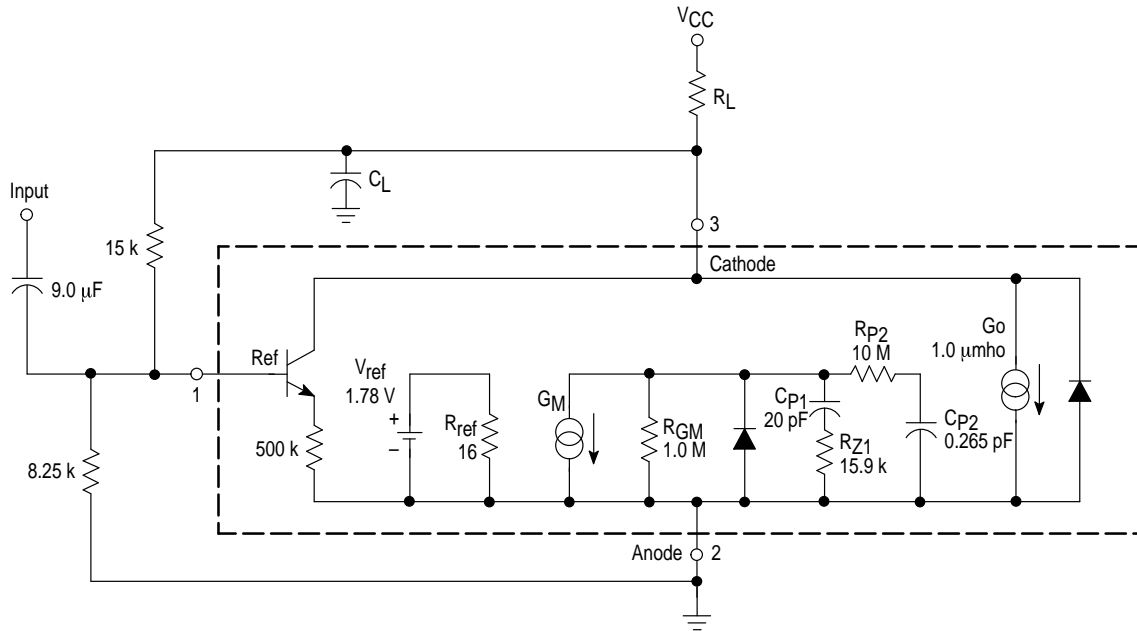 VCC
RL
Input
CL
3
15 k
Cathode
9.0 µF
Go
1.0 µmho
RP2
10 M
Ref
Vref
1.78 V
1
GM
CP1
20 pF
Rref
16
RGM
1.0 M
CP2
0.265 pF
500 k
RZ1
15.9 k
8.25 k
+
–
Anode
2